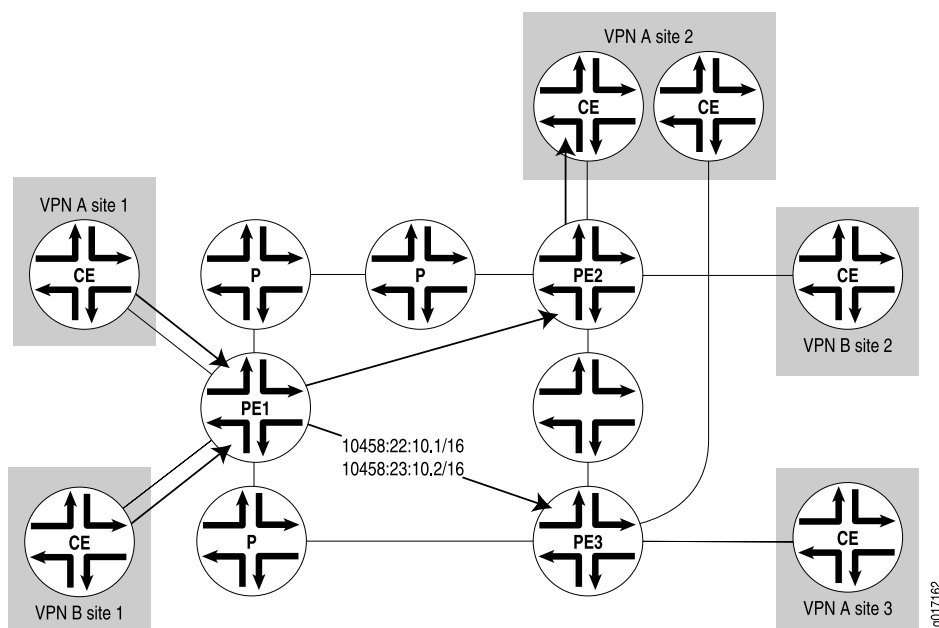 VPN A site 2
CE
CE
VPN A site 1
CE
P
P
PE2
CE
VPN B site 2
PE1
10458:22:10.1/16
10458:23:10.2/16
CE
P
PE3
CE
VPN B site 1
VPN A site 3
g017162